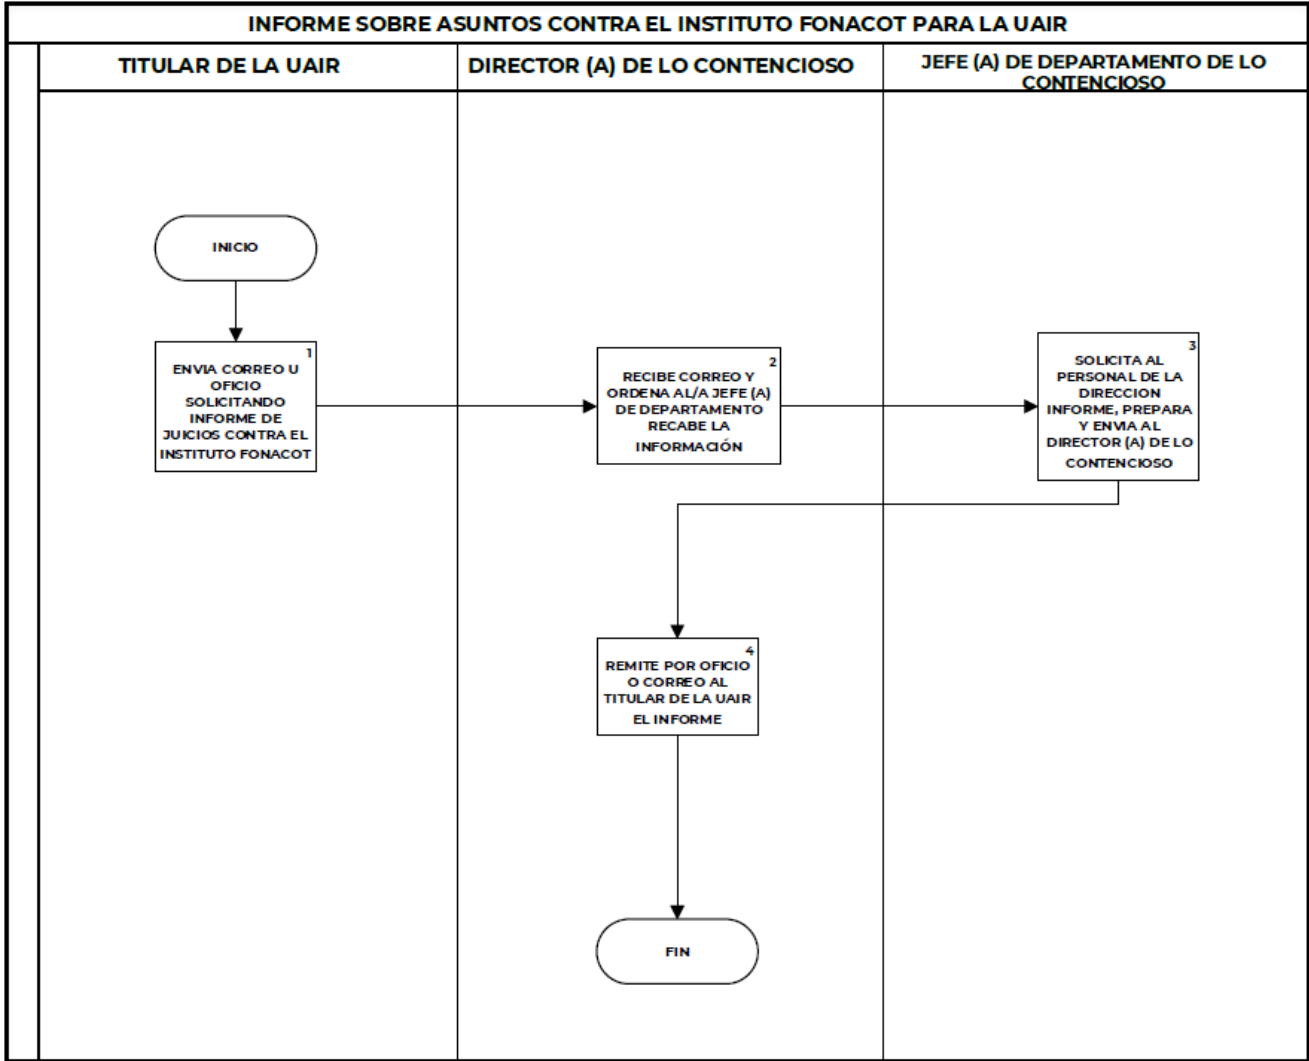 INFORME SOBRE ASUNTOS CONTRA EL INSTITUTO FONACOT PARA LA UAIR
TITULAR DE LA UAIR
DIRECTOR (A) DE LO CONTENCIOSO
JEFE (A) DE DEPARTAMENTO DE LO
CONTENCIOSO
INICIO
1
ENVIA CORREO U
OFICIO
SOLICITANDO
INFORME DE
JUICIOS CONTRA EL
INSTITUTO FONACOT
2
RECIBE CORREO Y
ORDENA AL/A JEFE (A)
DE DEPARTAMENTO
RECABE LA
INFORMACIÓN
3
SOLICITA AL
PERSONAL DE LA
DIRECCION
INFORME, PREPARA
Y ENVIA AL
DIRECTOR (A) DE LO
CONTENCIOSO
4
REMITE POR OFICIO
O CORREO AL
TITULAR DE LA UAIR
EL INFORME
FIN